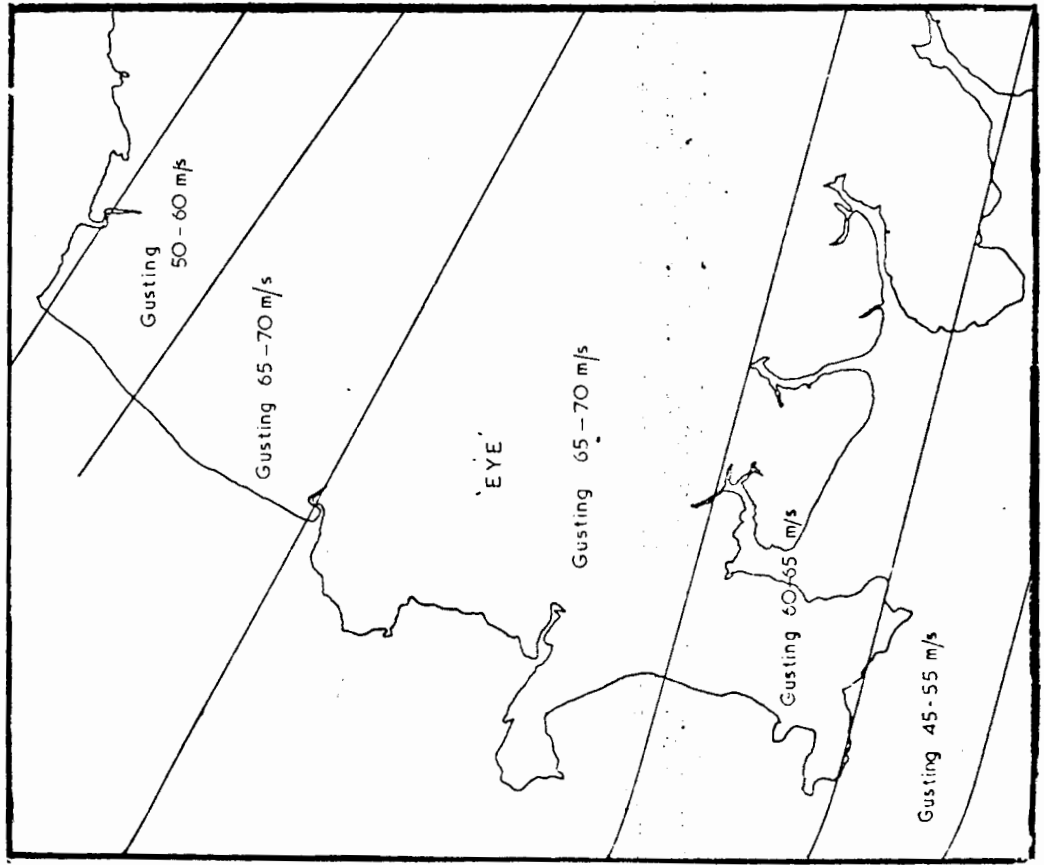 Gusting
50-60 m/s
Gusting 65-70 m/s
'EYE'
Gusting 65-70 m/s
Gusting 60-65 m/s
Gusting 45-55 m/s